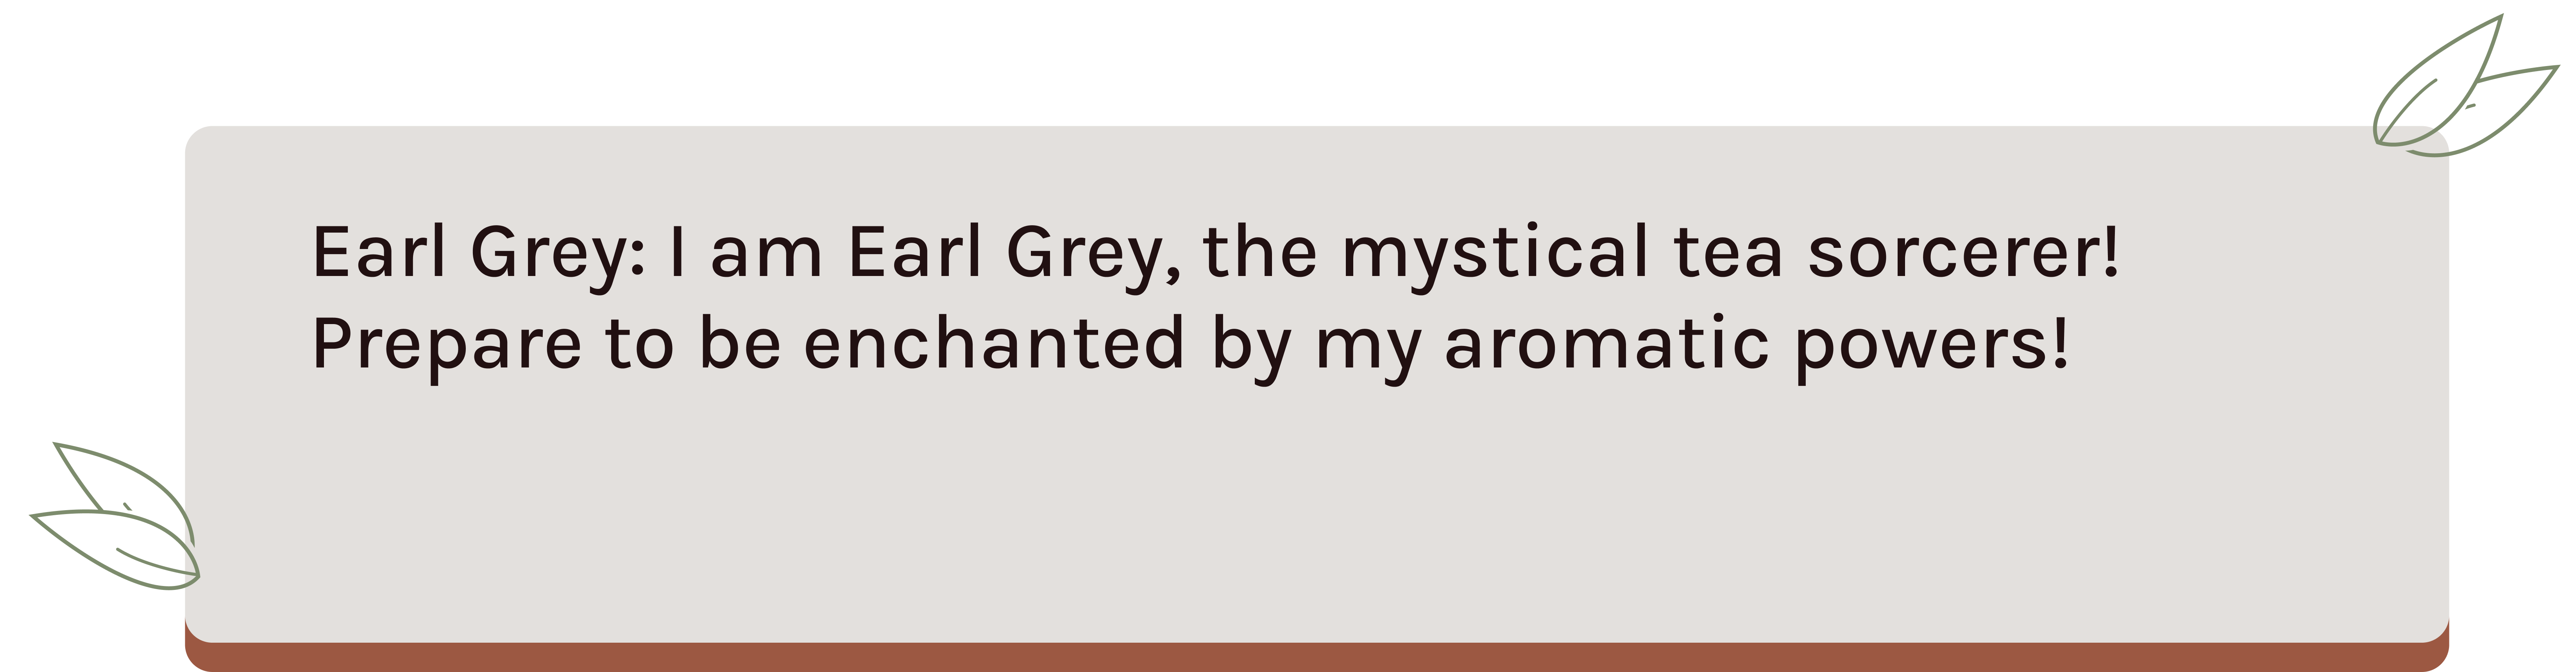 Earl Grey: I am Earl Grey, the mystical tea sorcerer!
Prepare to be enchanted by my aromatic powers!